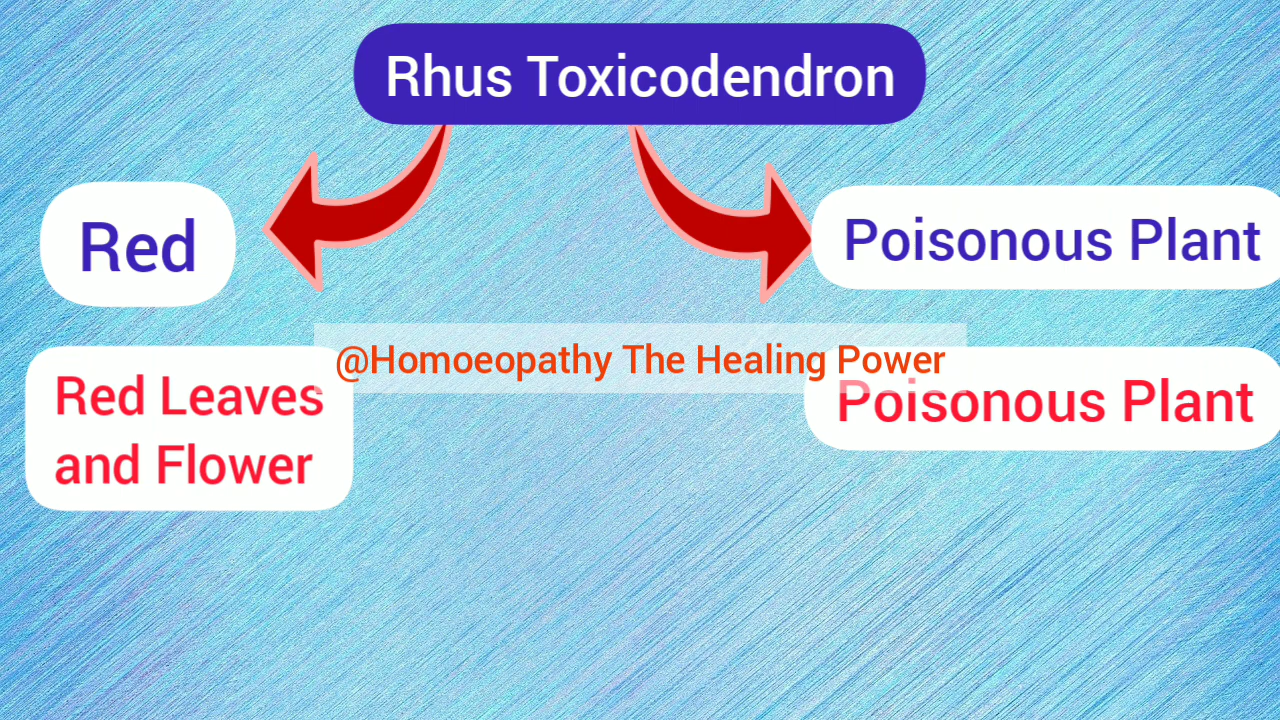 Rhus Toxicodendron
Red
Poisonous Plant
@Homoeopathy The Healing Power
Red Leaves
and Flower
Poisonous Plant